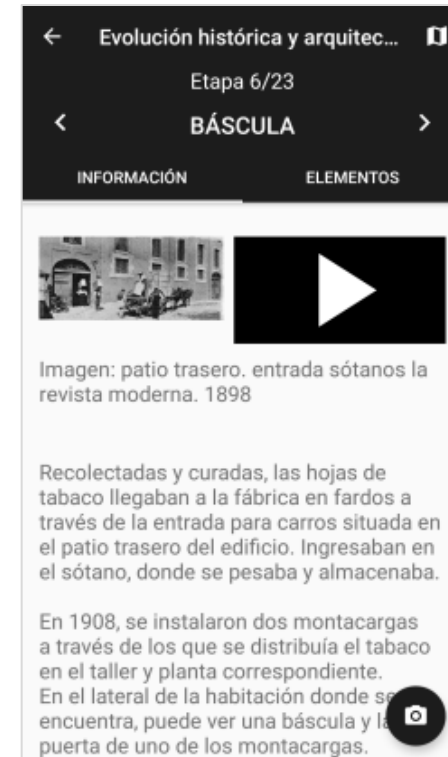 Evolución histórica y arquitec...
Etapa 6/23
BÁSCULA
INFORMACIÓN ELEMENTOS
Imagen: patio trasero. entrada sótanos la
revista moderna. 1898
Recolectadas y curadas, las hojas de
tabaco llegaban a la fábrica en fardos a
través de la entrada para carros situada en
el patio trasero del edificio. Ingresaban en
el sótano, donde se pesaba y almacenaba.
En 1908, se instalaron dos montacargas
a través de los que se distribuía el tabaco
en el taller y planta correspondiente.
En el lateral de la habitación donde se
encuentra, puede ver una báscula y la
puerta de uno de los montacargas.